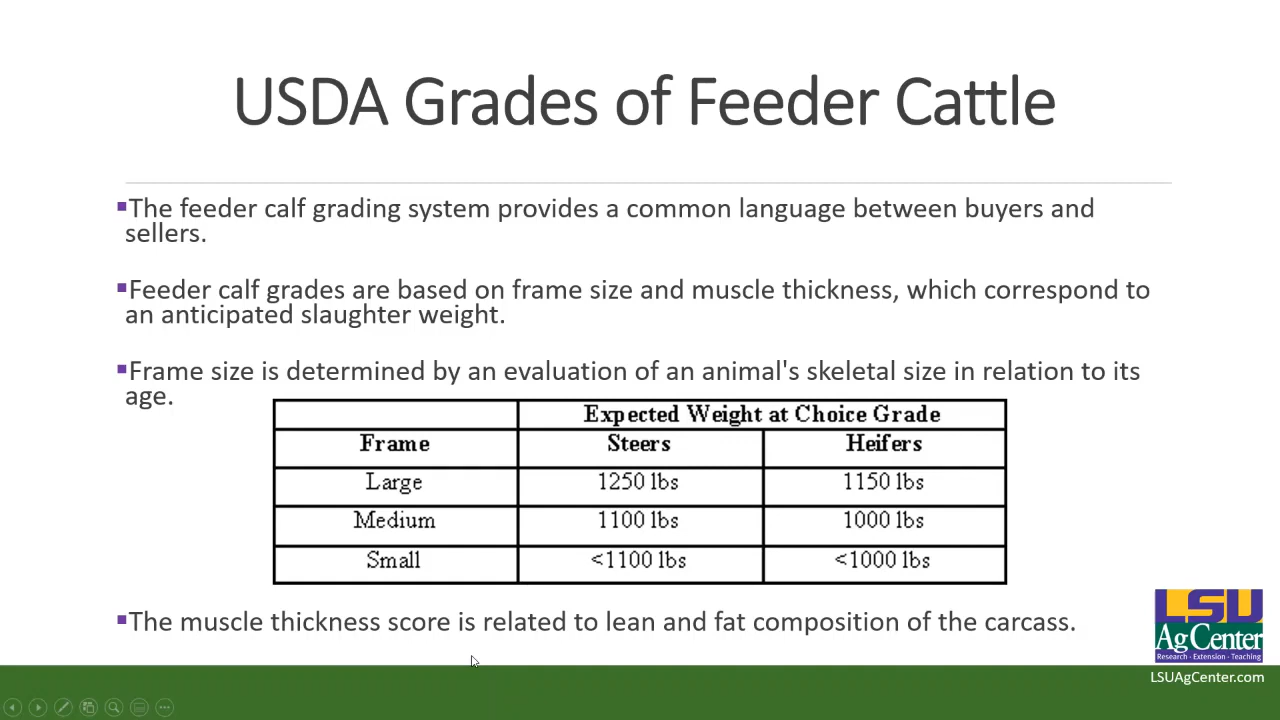 USDA Grades of Feeder Cattle
▪The feeder calf grading system provides a common language between buyers and
sellers.
▪Feeder calf grades are based on frame size and muscle thickness, which correspond to
an anticipated slaughter weight.
▪Frame size is determined by an evaluation of an animal's skeletal size in relation to its
age.
Expected Weight at Choice Grade
Frame Steers Heifers
Large 1250 lbs 1150 lbs
Medium 1100 lbs 1000 lbs
Small <1100 lbs <1000 lbs
▪The muscle thickness score is related to lean and fat composition of the carcass.
LSU
AgCenter
Research · Extension · Teaching
LSUAgCenter.com